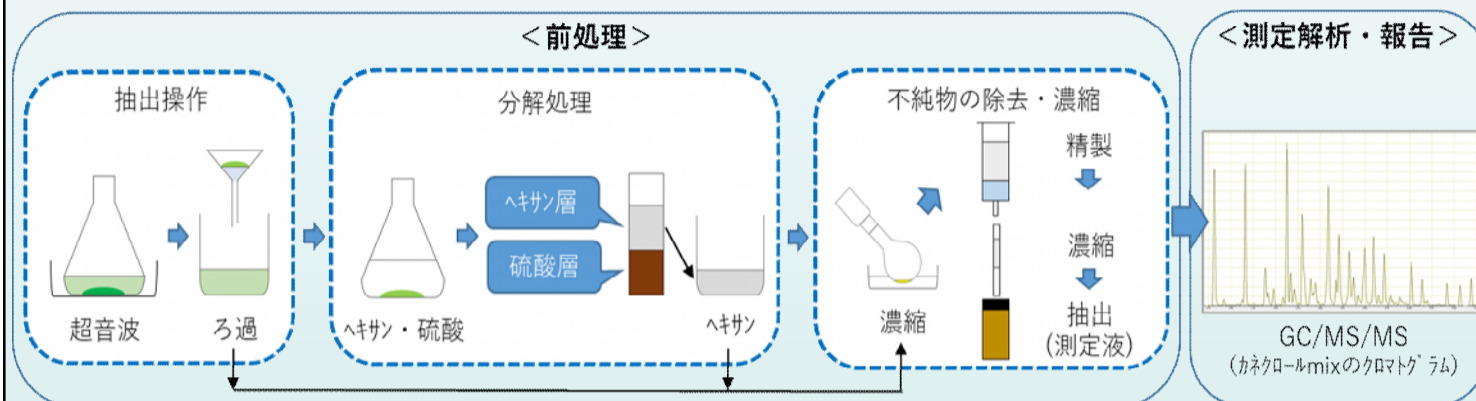 ＜前処理＞
抽出操作
超音波
ろ過
分解処理
ﾍｷｻﾝ・硫酸
ﾍｷｻﾝ層
硫酸層
ﾍｷｻﾝ
不純物の除去・濃縮
濃縮
精製
濃縮
抽出
(測定液)
＜測定解析・報告＞
GC/MS/MS
(ｶﾈｸﾛｰﾙmixのｸﾛﾏﾄｸﾞﾗﾑ)